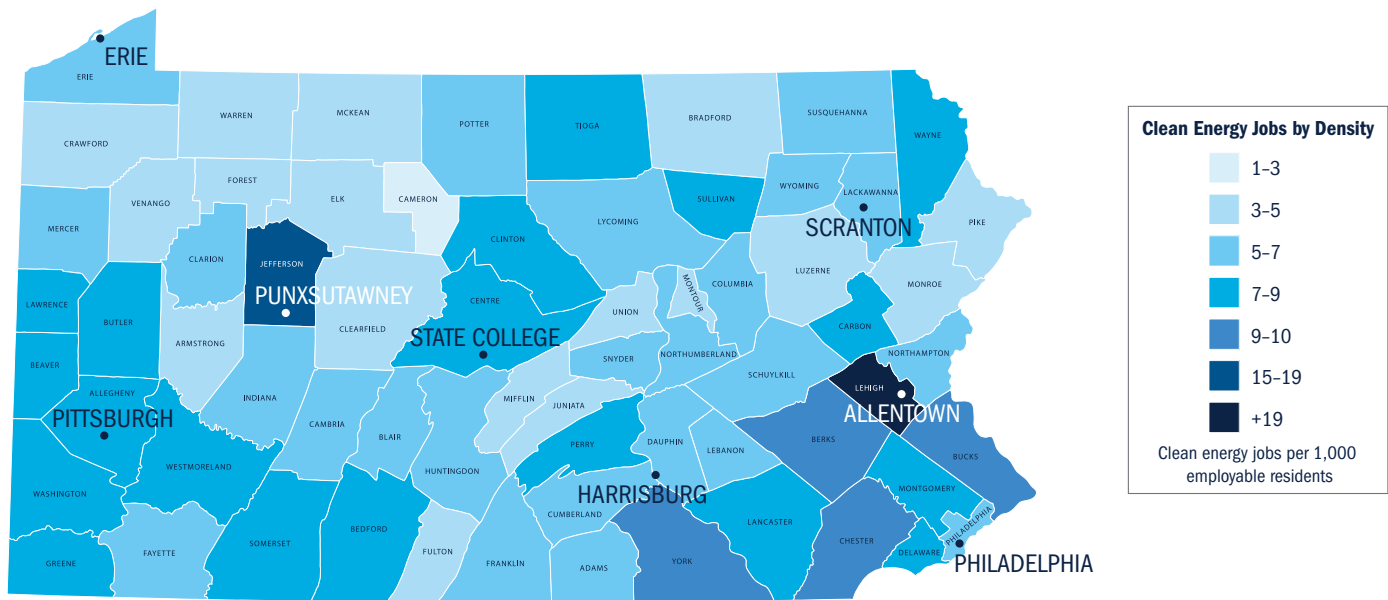 ERIE
ERIE
CRAWFORD
WARREN
MCKEAN
POTTER
TIOGA
BRADFORD
SUSQUEHANNA
WAYNE
FOREST
VENANGO
ELK
CAMERON
MERCER
CLARION
JEFFERSON
PUNXSUTAWNEY
CLINTON
LYCOMING
SULLIVAN
WYOMING
LACKAWANNA
SCRANTON
PIKE
LUZERNE
MONROE
LAWRENCE
BUTLER
ARMSTRONG
CLEARFIELD
CENTRE
STATE COLLEGE
UNION
MONTOUR
COLUMBIA
CARBON
NORTHAMPTON
BEAVER
ALLEGHENY
PITTSBURGH
INDIANA
SNYDER
NORTHUMBERLAND
SCHUYLKILL
LEHIGH
ALLENTOWN
MIFFLIN
JUNIATA
CAMBRIA
BLAIR
HUNTINGDON
PERRY
DAUPHIN
LEBANON
BERKS
BUCKS
WESTMORELAND
WASHINGTON
HARRISBURG
CUMBERLAND
MONTGOMERY
PHILADELPHIA
LANCASTER
GREENE
FAYETTE
SOMERSET
BEDFORD
FULTON
FRANKLIN
ADAMS
YORK
CHESTER
DELAWARE
PHILADELPHIA
Clean Energy Jobs by Density
1–3
3–5
5–7
7–9
9–10
15–19
+19
Clean energy jobs per 1,000
employable residents